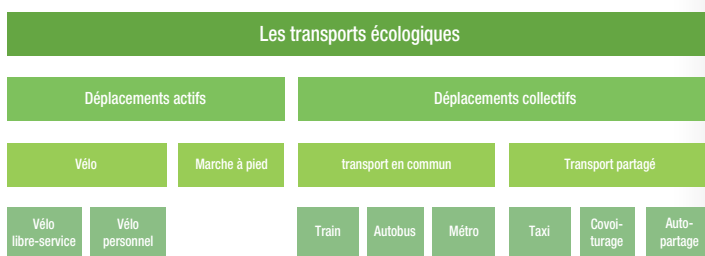 Les transports écologiques
Déplacements actifs
Déplacements collectifs
Vélo
Marche à pied
transport en commun
Transport partagé
Vélo
libre-service
Vélo
personnel
Train
Autobus
Métro
Taxi
Covoi-
turage
Auto-
partage